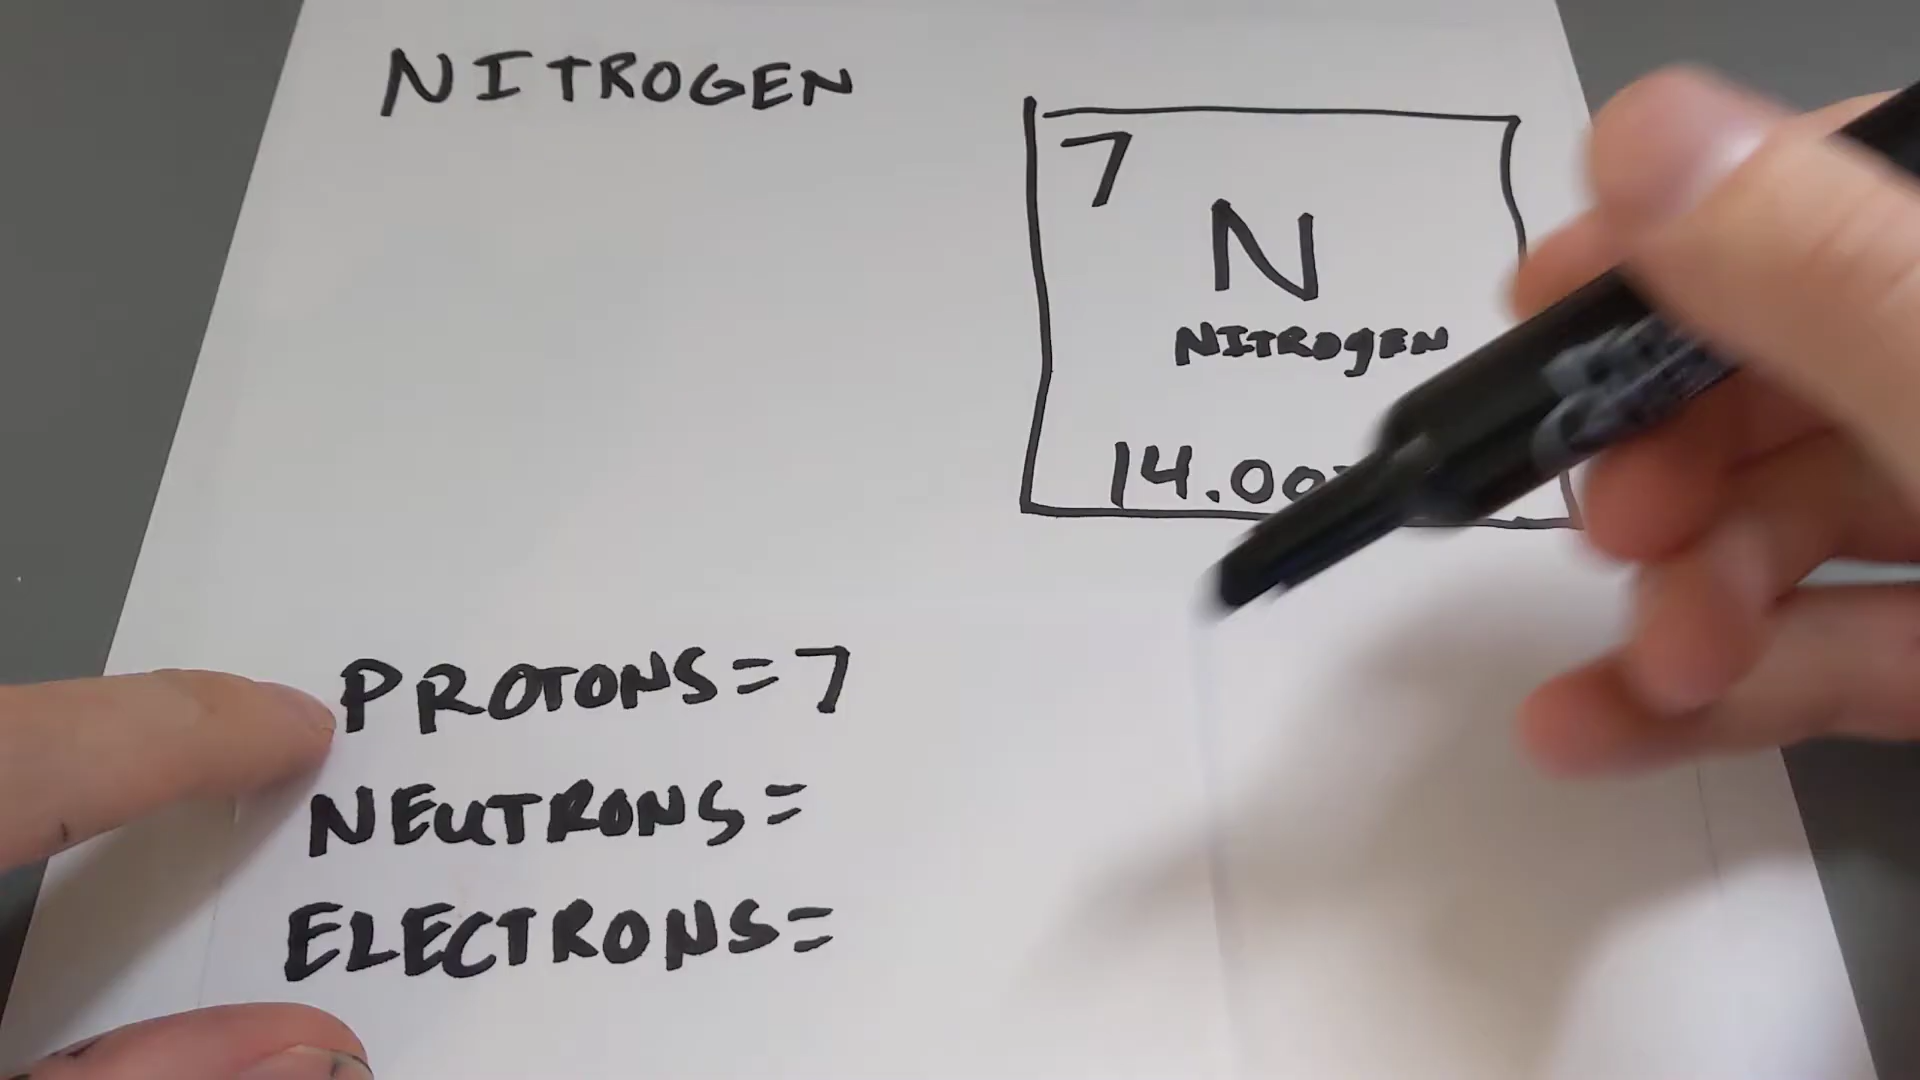 NITROGEN
7
N
NITROgEN
14.00
PROTONS=7
NEUTRONS=
ELECTRONS=